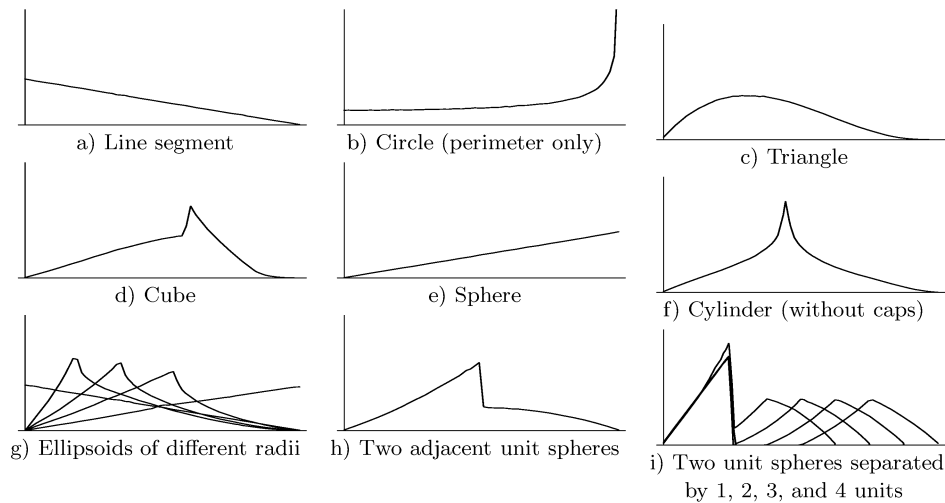 a) Line segment
b) Circle (perimeter only)
c) Triangle
d) Cube
e) Sphere
f) Cylinder (without caps)
g) Ellipsoids of different radii
h) Two adjacent unit spheres
i) Two unit spheres separated
by 1, 2, 3, and 4 units